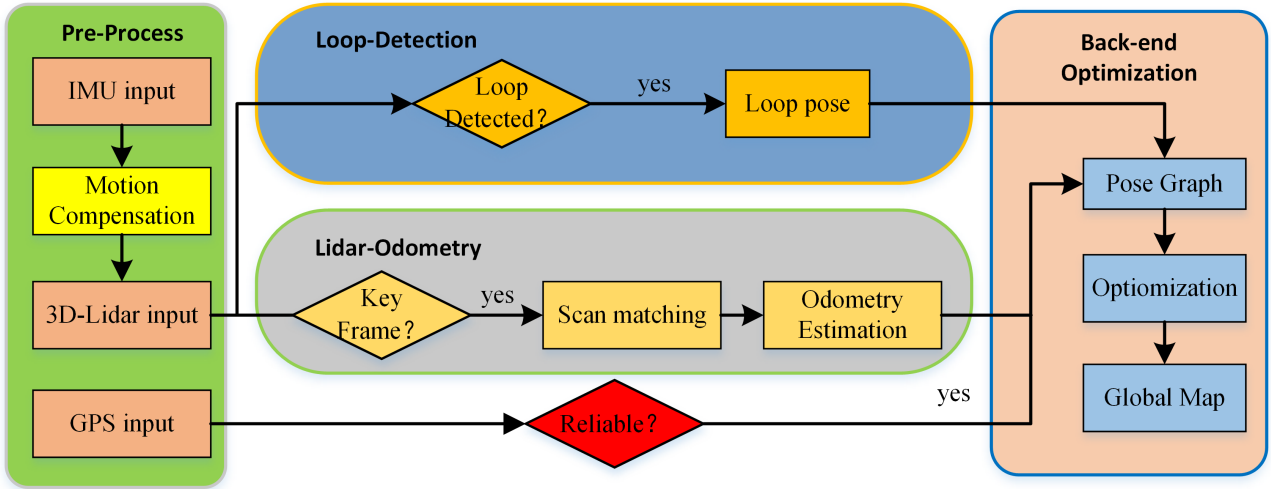 Pre-Process
IMU input
Motion
Compensation
3D-Lidar input
GPS input
Loop-Detection
Loop
Detected?
yes
Loop pose
Lidar-Odometry
Key
Frame?
yes
Scan matching
Odometry
Estimation
Reliable?
yes
Back-end
Optimization
Pose Graph
Optiomization
Global Map